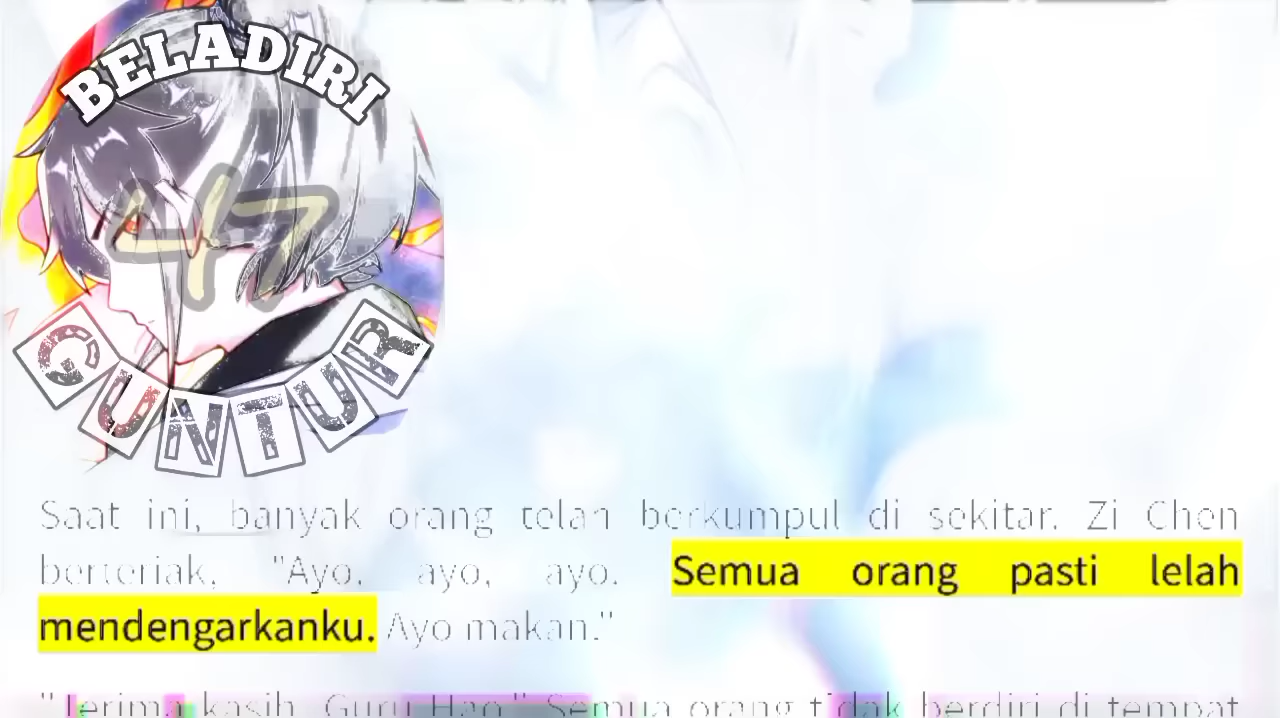 BELADIRI
47
GUNTUR
Saat ini, banyak orang telah berkumpul di sekitar. Zi Chen
berteriak, "Ayo, ayo, ayo. Semua orang pasti lelah
mendengarkanku. Ayo makan."
"Terima kasih, Guru Hao." Semua orang tidak berdiri di tempat